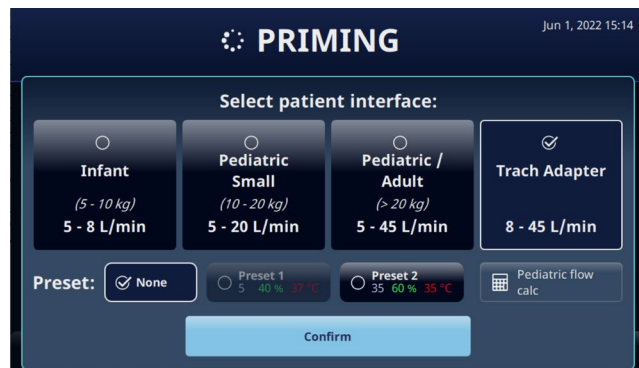 PRIMING
Jun 1, 2022 15:14
Select patient interface:
Infant
(5 - 10 kg)
5 - 8 L/min
Pediatric
Small
(10 - 20 kg)
5 - 20 L/min
Pediatric /
Adult
(> 20 kg)
5 - 45 L/min
Trach Adapter
8 - 45 L/min
Preset:
None
Preset 1
5 40 % 37 °C
Preset 2
35 60 % 35 °C
Pediatric flow
calc
Confirm